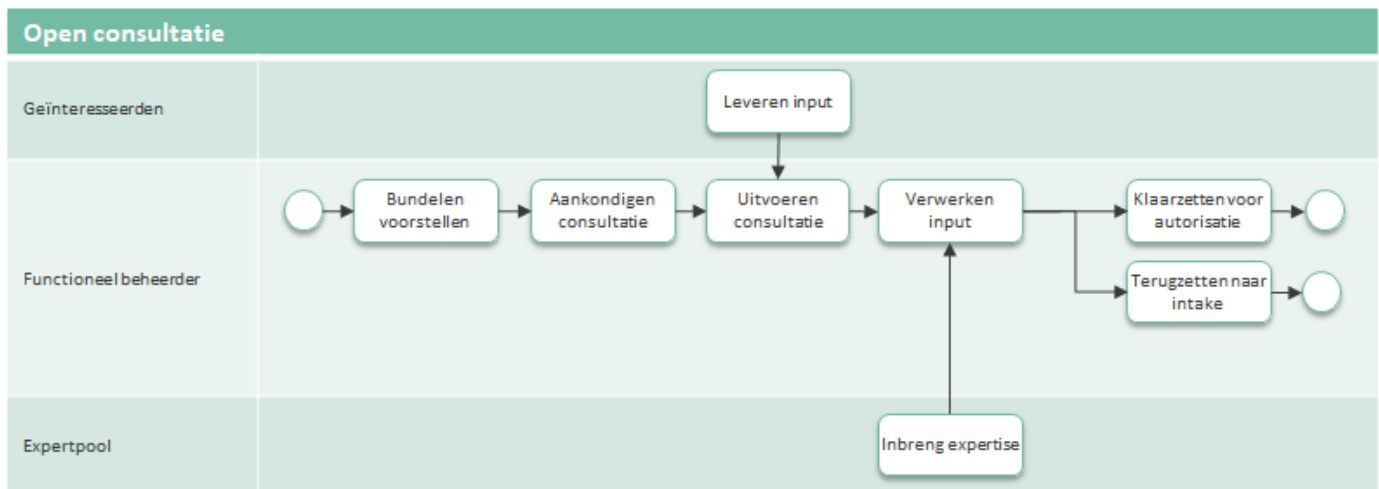 Open consultatie
Geïnteresseerden
Leveren input
Functioneel beheerder
Bundelen
voorstellen
Aankondigen
consultatie
Uitvoeren
consultatie
Verwerken
input
Klaarzetten voor
autorisatie
Terugzetten naar
intake
Expertpool
Inbreng expertise